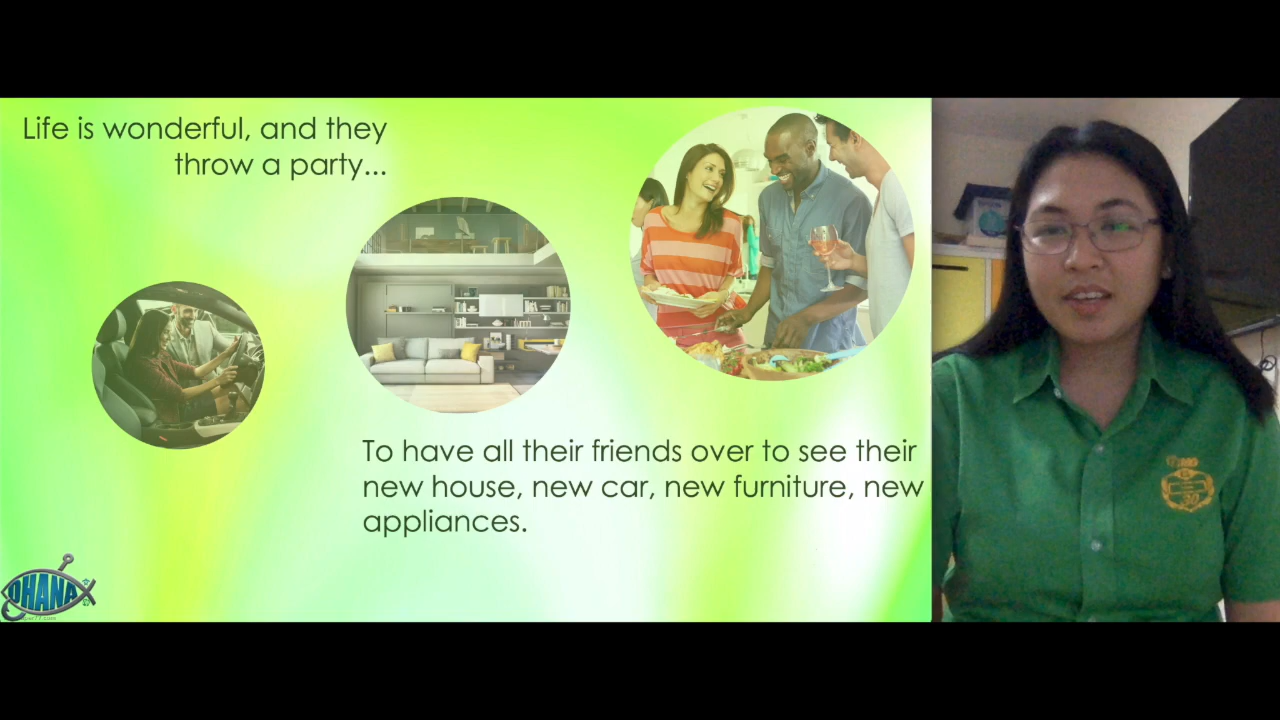 Life is wonderful, and they
throw a party...
To have all their friends over to see their
new house, new car, new furniture, new
appliances.
OHANA